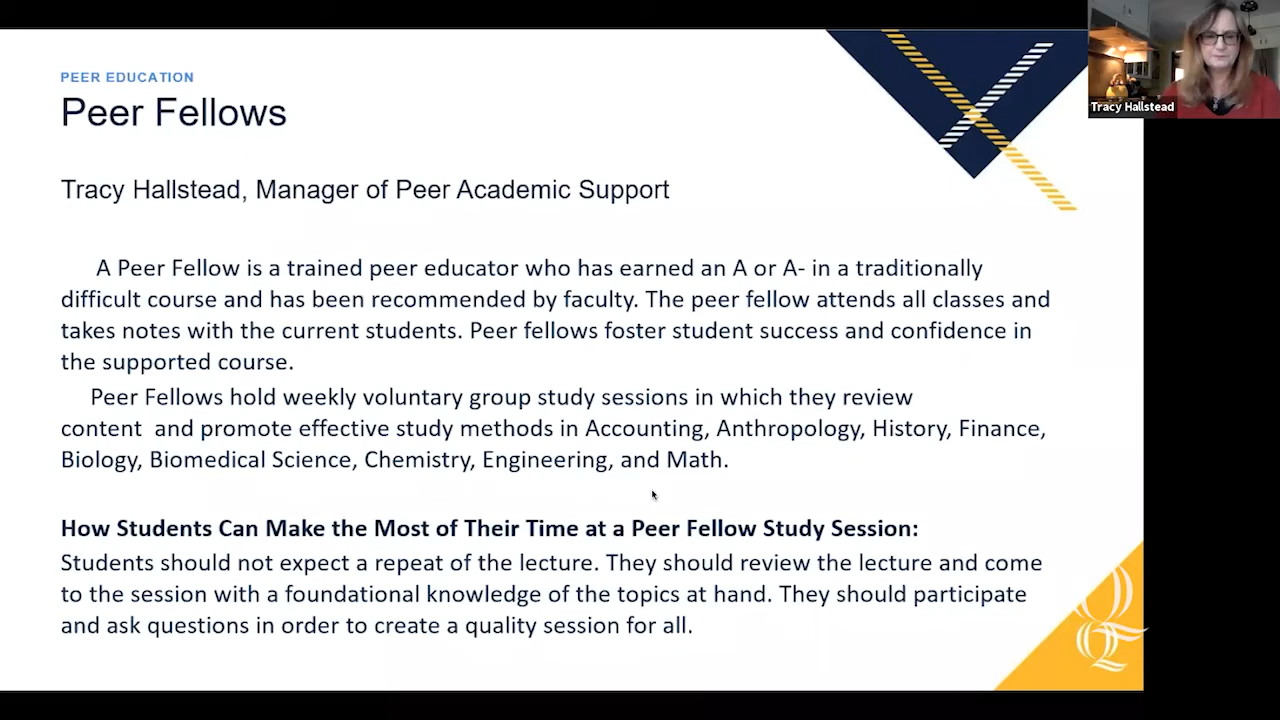 PEER EDUCATION
Peer Fellows
Tracy Hallstead
Tracy Hallstead, Manager of Peer Academic Support
A Peer Fellow is a trained peer educator who has earned an A or A- in a traditionally
difficult course and has been recommended by faculty. The peer fellow attends all classes and
takes notes with the current students. Peer fellows foster student success and confidence in
the supported course.
Peer Fellows hold weekly voluntary group study sessions in which they review
content  and promote effective study methods in Accounting, Anthropology, History, Finance,
Biology, Biomedical Science, Chemistry, Engineering, and Math.
How Students Can Make the Most of Their Time at a Peer Fellow Study Session:
Students should not expect a repeat of the lecture. They should review the lecture and come
to the session with a foundational knowledge of the topics at hand. They should participate
and ask questions in order to create a quality session for all.